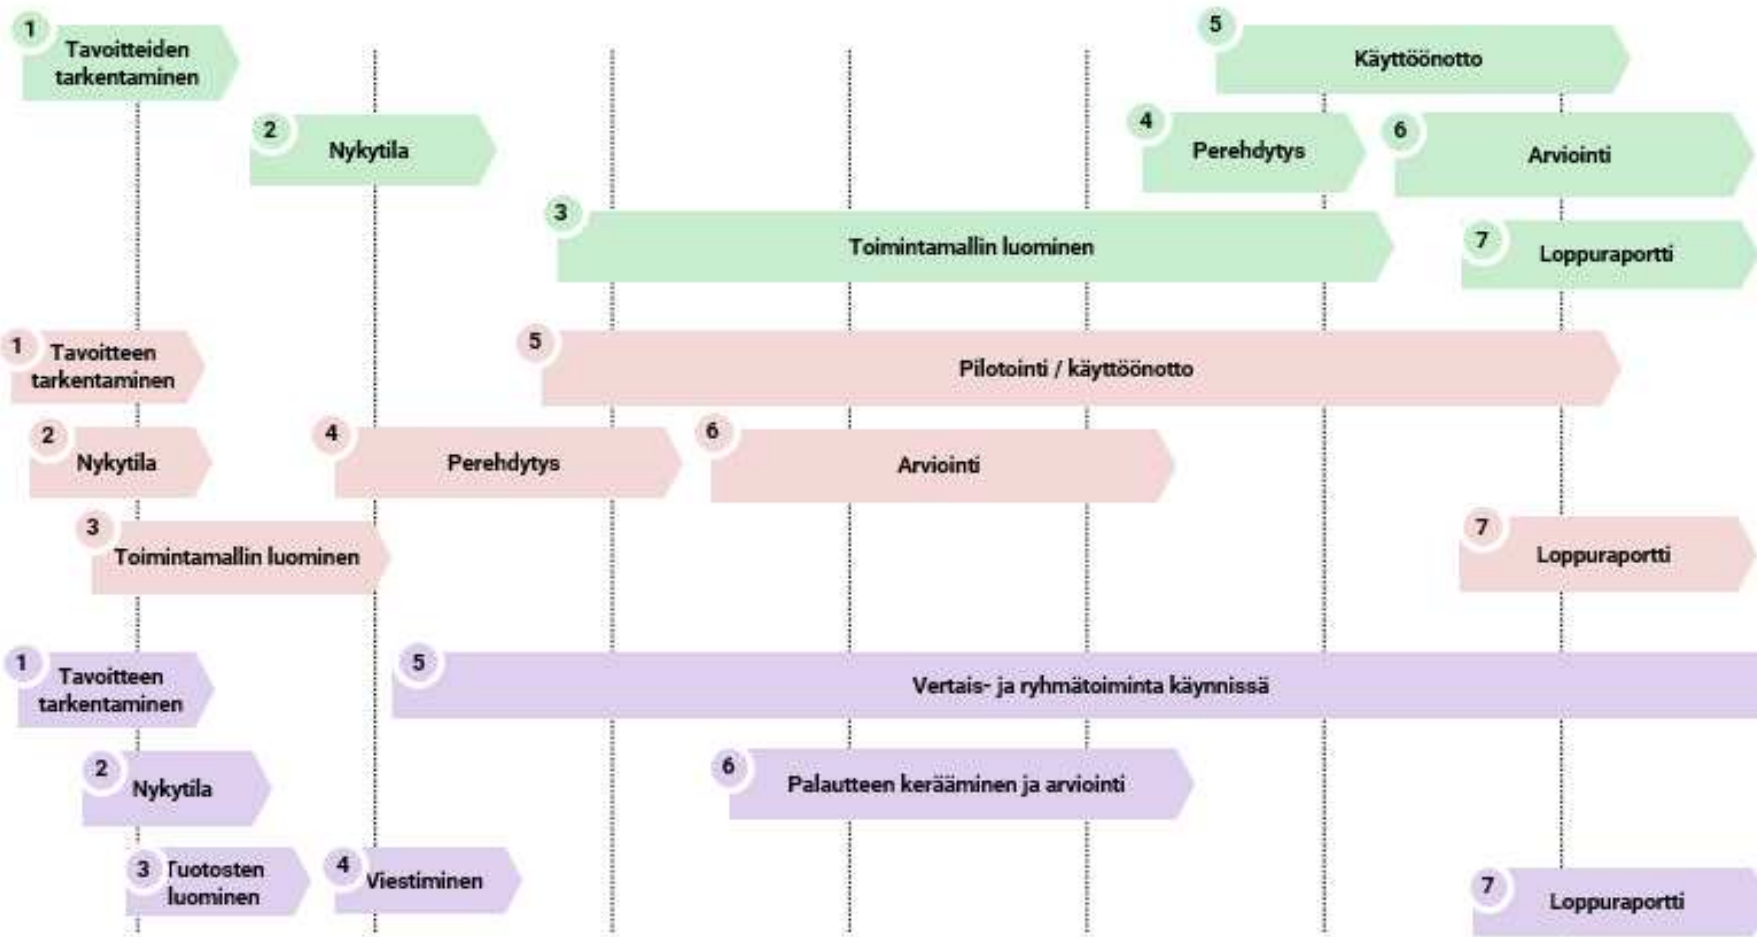 1
Tavoitteiden
tarkentaminen
2
Nykytila
3
Toimintamallin luominen
4
Perehdytys
5
Käyttöönotto
6
Arviointi
7
Loppuraportti
1
Tavoitteen
tarkentaminen
2
Nykytila
3
Toimintamallin luominen
4
Perehdytys
5
Pilotointi / käyttöönotto
6
Arviointi
7
Loppuraportti
1
Tavoitteen
tarkentaminen
2
Nykytila
3
Tuotosten
luominen
4
Viestiminen
5
Vertais- ja ryhmätoiminta käynnissä
6
Palautteen kerääminen ja arviointi
7
Loppuraportti